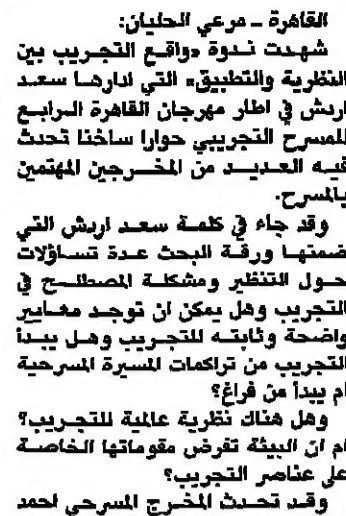 القاهرة ـ مرعي الحليان:
شهدت ندوة «واقع التجريب بين
النظرية والتطبيق» التي ادارها سعد
اردش في اطار مهرجان القاهرة الرابع
للمسرح التجريبي حوارا ساخنا تحدث
فيه العديد من المخرجين المهتمين
بالمسرح.
وقد جاء في كلمة سعد اردش التي
ضمتها ورقة البحث عدة تساؤلات
حول التنظير ومشكلة المصطلح في
التجريب وهل يمكن ان توجد معايير
واضحة وثابته للتجريب وهل يبدأ
التجريب من تراكمات المسيرة المسرحية
ام يبدأ من فراغ؟
وهل هناك نظرية عالمية للتجريب؟
ام ان البيئة تفرض مقوماتها الخاصة
على عناصر التجريب؟
وقد تحدث المخرج المسرحي احمد